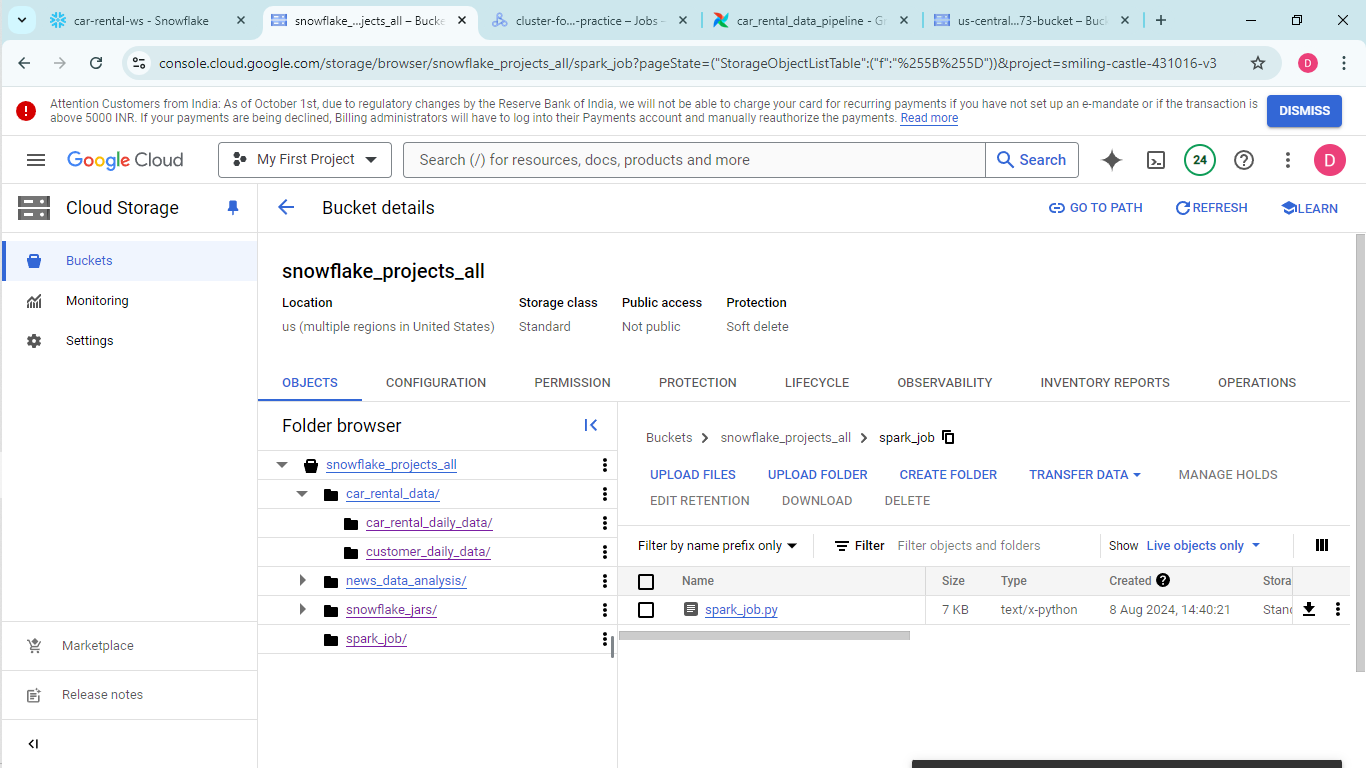 car-rental-ws - Snowflake
snowflake_...jects_all – Bucke
cluster-fo...-practice – Jobs -
car_rental_data_pipeline - Gr
us-central...73-bucket – Buc
console.cloud.google.com/storage/browser/snowflake_projects_all/spark_job?pageState=("StorageObjectListTable":("f":"%255B%255D"))&project=smiling-castle-431016-v3
D
Attention Customers from India: As of October 1st, due to regulatory changes by the Reserve Bank of India, we will not be able to charge your card for recurring payments if you have not set up an e-mandate or if the transaction is
above 5000 INR. If your payments are being declined, Billing administrators will have to log into their Payments account and manually reauthorize the payments. Read more
DISMISS
Google Cloud
My First Project
Search (/) for resources, docs, products and more
Search
24
D
Cloud Storage
Bucket details
GO TO PATH
REFRESH
LEARN
Buckets
Monitoring
Settings
Marketplace
Release notes
snowflake_projects_all
Location
Storage class
Public access
Protection
us (multiple regions in United States)
Standard
Not public
Soft delete
OBJECTS
CONFIGURATION
PERMISSION
PROTECTION
LIFECYCLE
OBSERVABILITY
INVENTORY REPORTS
OPERATIONS
Folder browser
snowflake_projects_all
car_rental_data/
car_rental_daily_data/
customer_daily_data/
news_data_analysis/
snowflake_jars/
spark_job/
Buckets
snowflake_projects_all
spark_job
UPLOAD FILES
UPLOAD FOLDER
CREATE FOLDER
TRANSFER DATA
MANAGE HOLDS
EDIT RETENTION
DOWNLOAD
DELETE
Filter by name prefix only
Filter
Filter objects and folders
Show
Live objects only
Name
Size
Type
Created
Stora
spark_job.py
7 KB
text/x-python
8 Aug 2024, 14:40:21
Stand